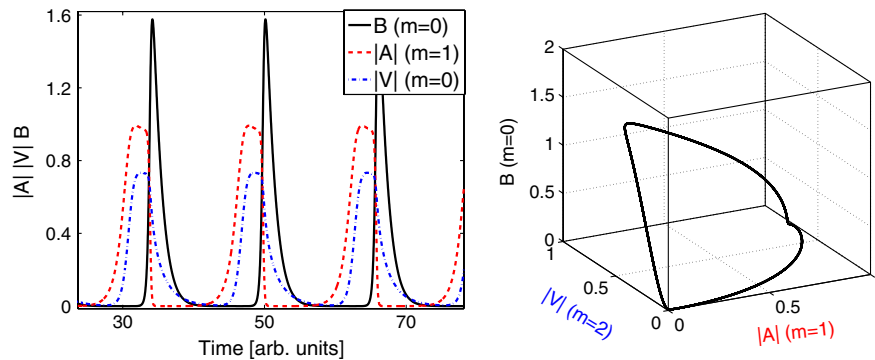 1.6
1.2
0.8
0.4
0
|A| |V| B
30
50
70
Time [arb. units]
B (m=0)
|A| (m=1)
|V| (m=0)
2
1.5
1
0.5
0
B (m=0)
1
0.5
0
|V| (m=2)
0
0.5
|A| (m=1)